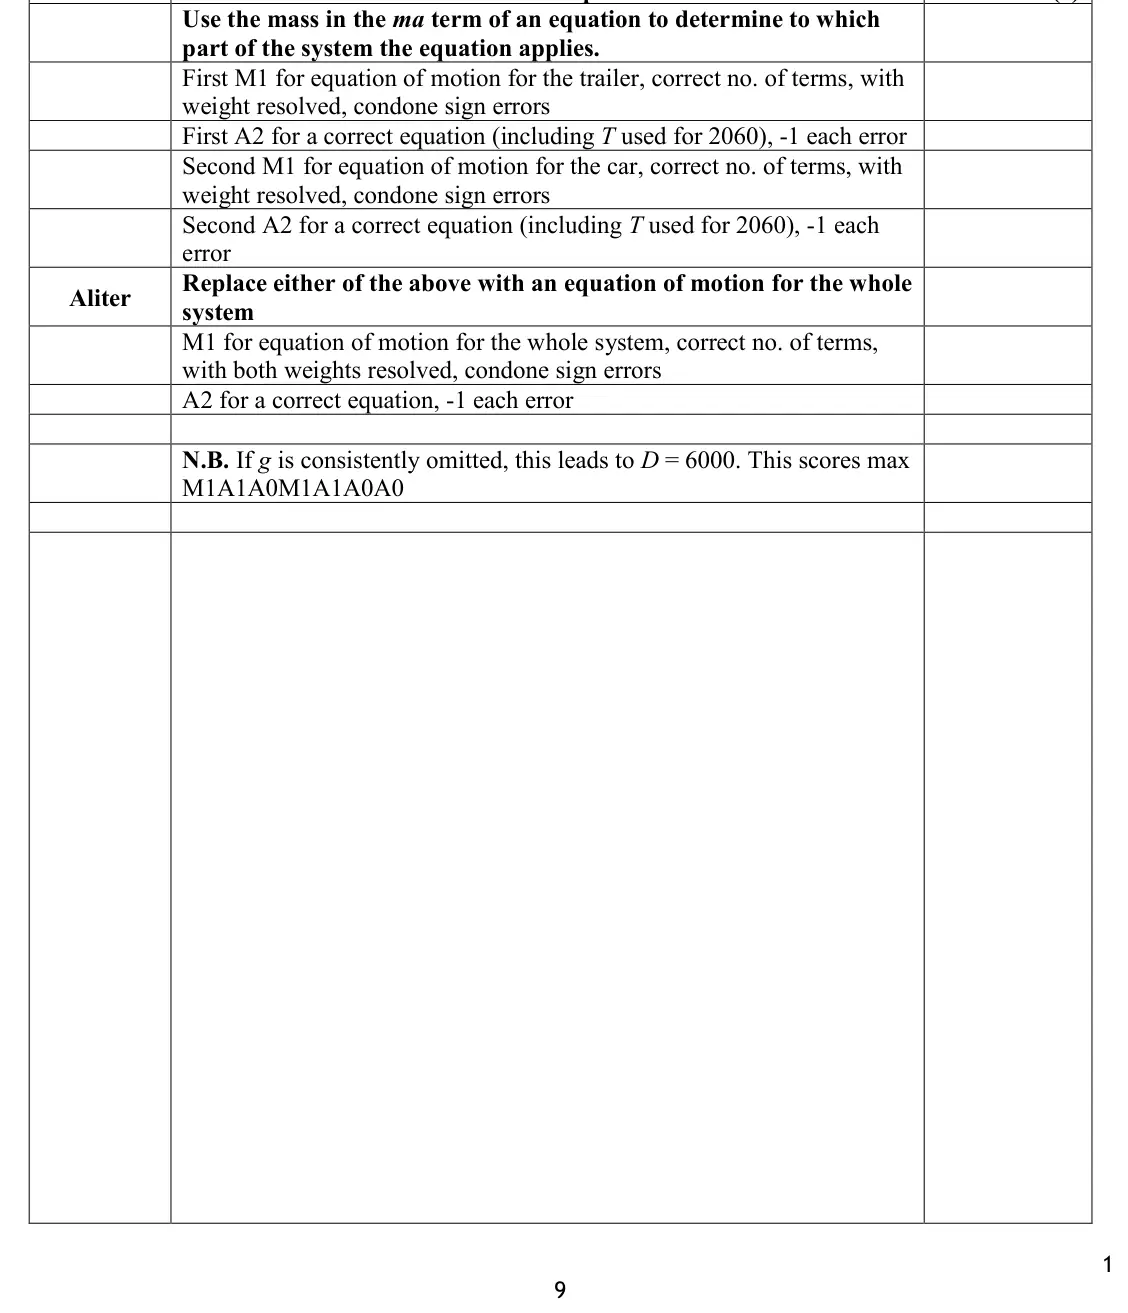 Use the mass in the ma term of an equation to determine to which
part of the system the equation applies.
First M1 for equation of motion for the trailer, correct no. of terms, with
weight resolved, condone sign errors
First A2 for a correct equation (including T used for 2060), -1 each error
Second M1 for equation of motion for the car, correct no. of terms, with
weight resolved, condone sign errors
Second A2 for a correct equation (including T used for 2060), -1 each
error
Aliter
Replace either of the above with an equation of motion for the whole
system
M1 for equation of motion for the whole system, correct no. of terms,
with both weights resolved, condone sign errors
A2 for a correct equation, -1 each error
N.B. If g is consistently omitted, this leads to D = 6000. This scores max
M1A1A0M1A1A0A0
1
9